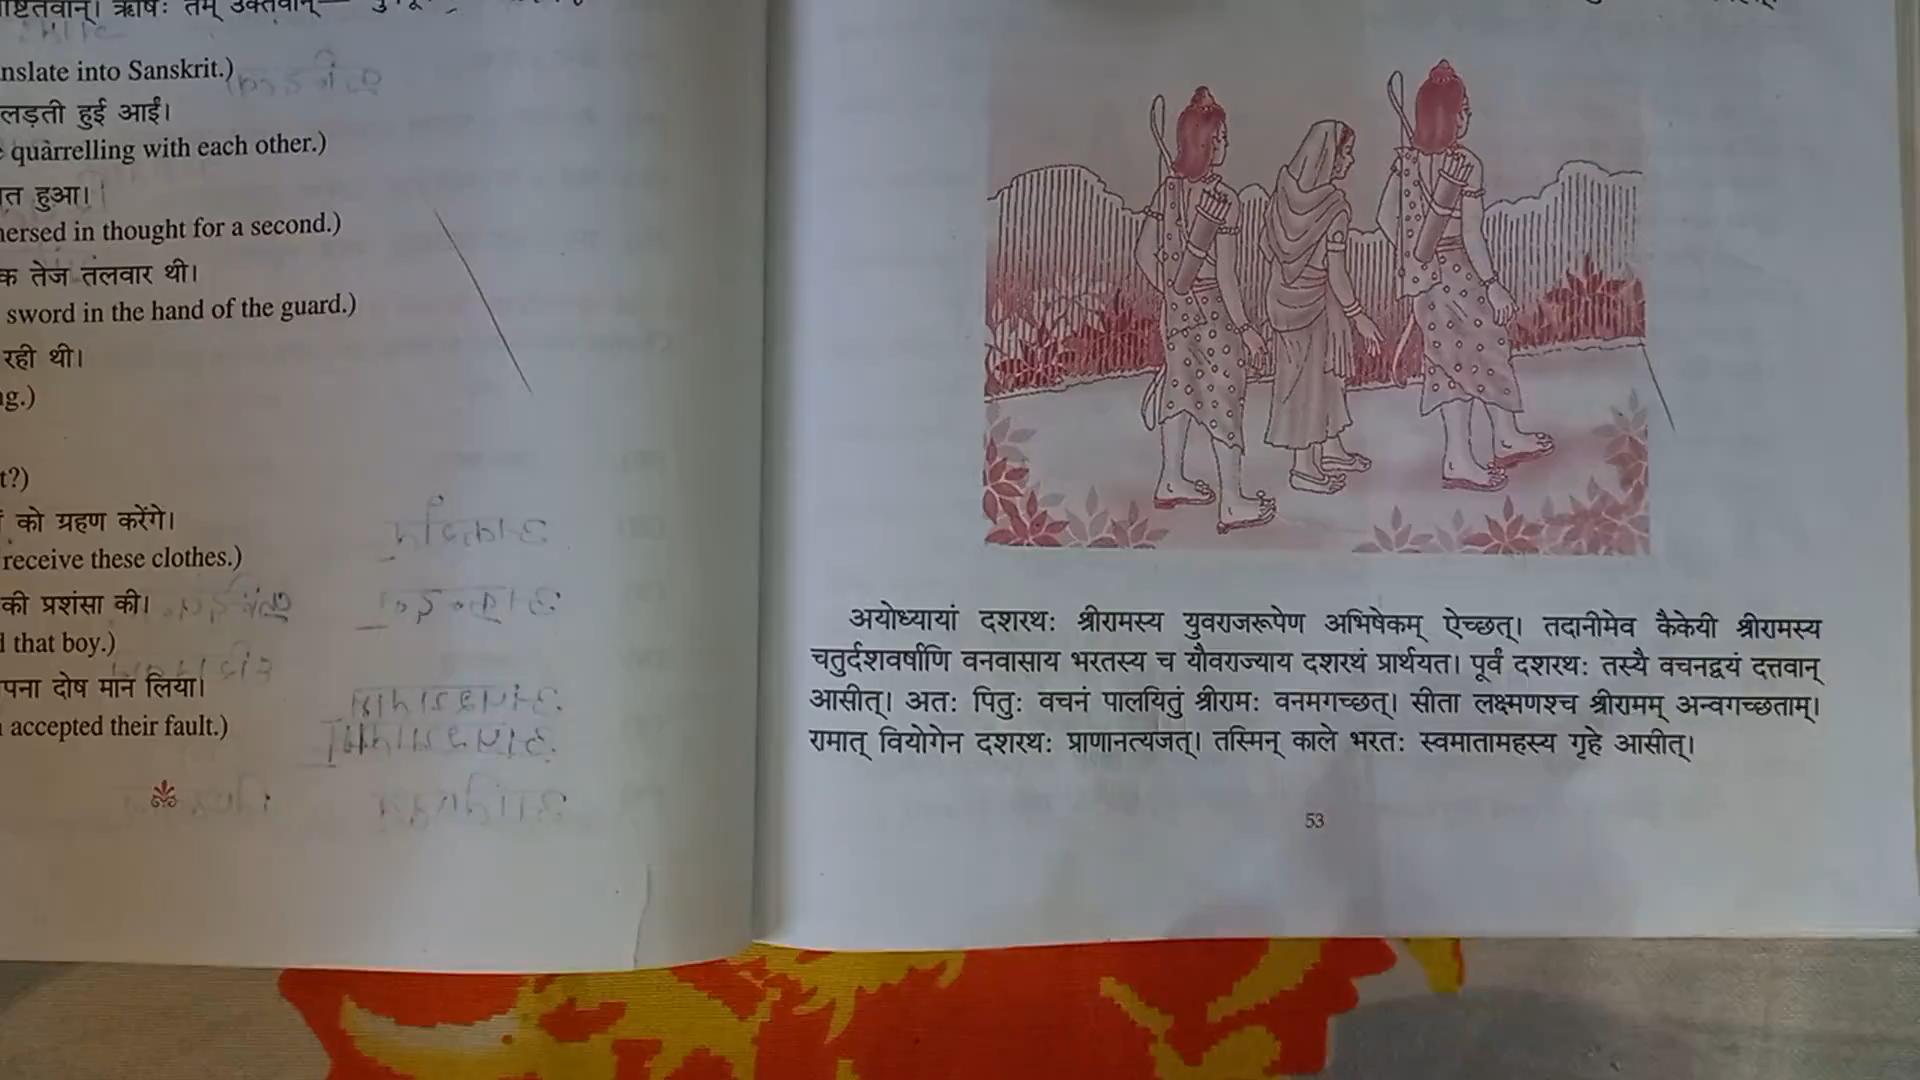 ऋषिः तम् उक्तवान्—
nslate into Sanskrit.)
लड़ती हुई आईं।
quarrelling with each other.)
त हुआ।
ersed in thought for a second.)
क तेज तलवार थी।
sword in the hand of the guard.)
रही थी।
g.)
t?)
को ग्रहण करेंगे।
receive these clothes.)
की प्रशंसा की।
that boy.)
पना दोष मान लिया।
accepted their fault.)
अयोध्यायां दशरथः श्रीरामस्य युवराजरूपेण अभिषेकम् ऐच्छत्। तदानीमेव कैकेयी श्रीरामस्य
चतुर्दशवर्षाणि वनवासाय भरतस्य च यौवराज्याय दशरथं प्रार्थयत। पूर्वं दशरथः तस्यै वचनद्वयं दत्तवान्
आसीत्। अतः पितुः वचनं पालयितुं श्रीरामः वनमगच्छत्। सीता लक्ष्मणश्च श्रीरामम् अन्वगच्छताम्।
रामात् वियोगेन दशरथः प्राणानत्यजत्। तस्मिन् काले भरतः स्वमातामहस्य गृहे आसीत्।
53